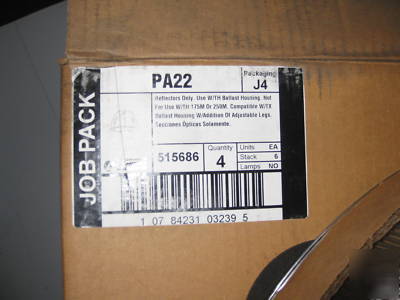 JOB PACK
PA22
Packaging
J4
Reflectors Only. Use W/TH Ballast Housing. Not
For Use W/TH 175M Or 250M. Compatible W/TX
Ballast Housing W/Addition Of Adjustable Legs.
Secciones Ópticas Solamente.
515686
Quantity
4
Units EA
Stack 6
Lamps NO
1 07 84231 03239 5